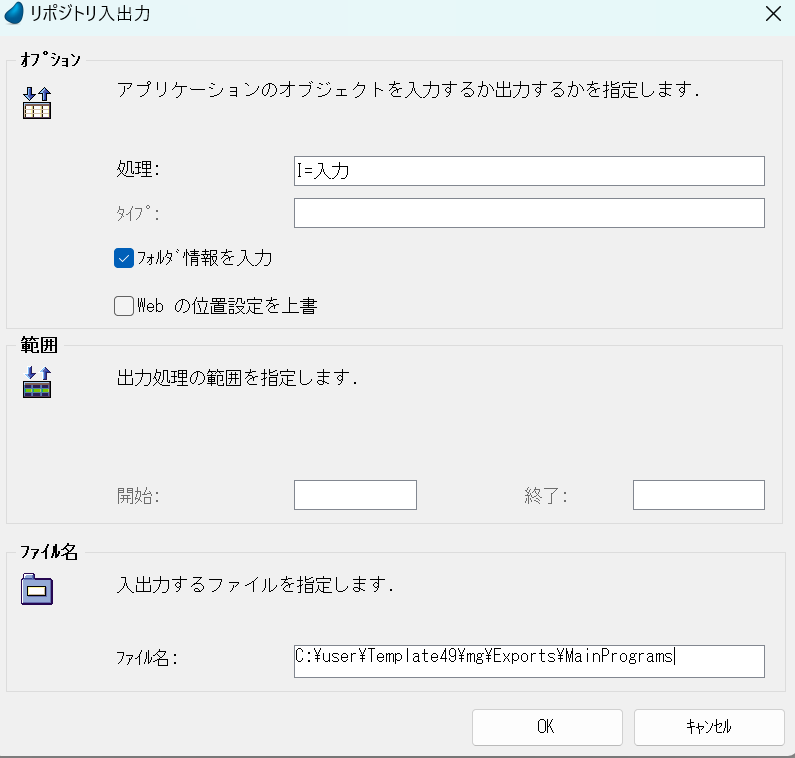 リポジトリ入出力
ｵﾌﾟｼｮﾝ
アプリケーションのオブジェクトを入力するか出力するかを指定します.
処理:
I=入力
ﾀｲﾌﾟ:
ﾌｫﾙﾀﾞ情報を入力
Web の位置設定を上書
範囲
出力処理の範囲を指定します.
開始:
終了:
ﾌｧｲﾙ名
入出力するファイルを指定します.
ﾌｧｲﾙ名:
C:¥user¥Template49¥mg¥Exports¥MainPrograms
OK
ｷｬﾝｾﾙ